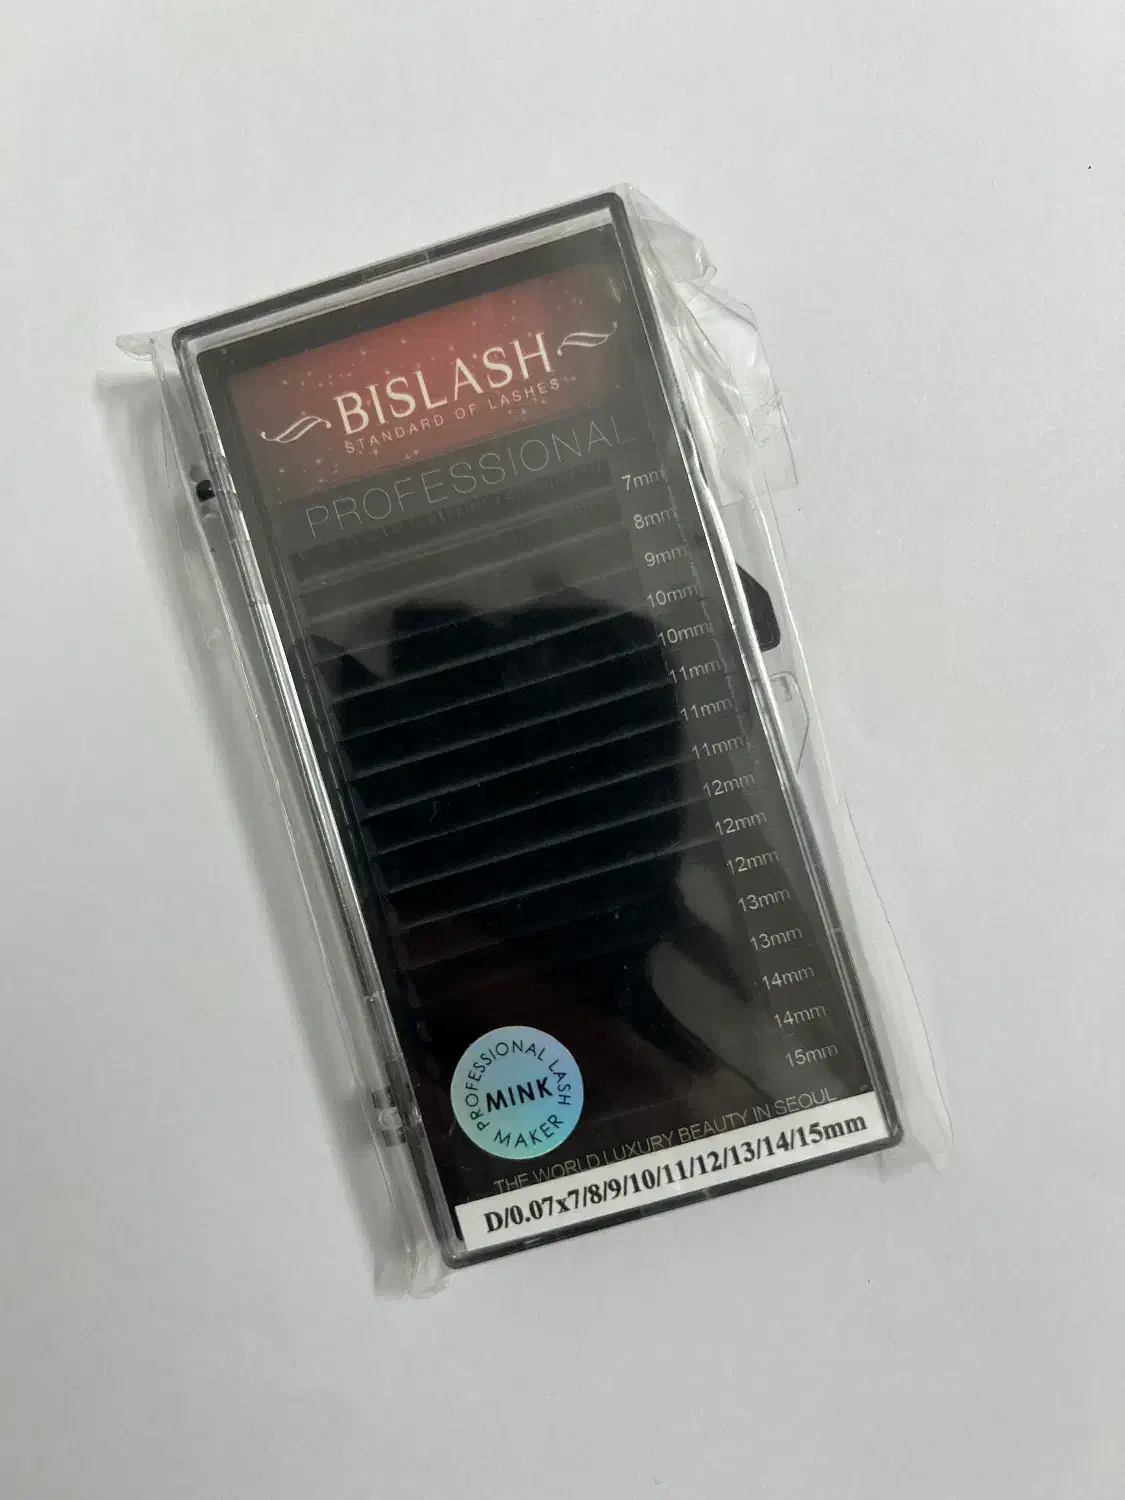 BISLASH
STANDARD OF LASHES
PROFESSIONAL
7mm
8mm
9mm
10mm
10mm
11mm
11mm
11mm
12mm
12mm
12mm
13mm
13mm
14mm
14mm
15mm
PROFESSIONAL LASH
MINK
MAKER
THE WORLD LUXURY BEAUTY IN SEOUL
D/0.07x7/8/9/10/11/12/13/14/15mm